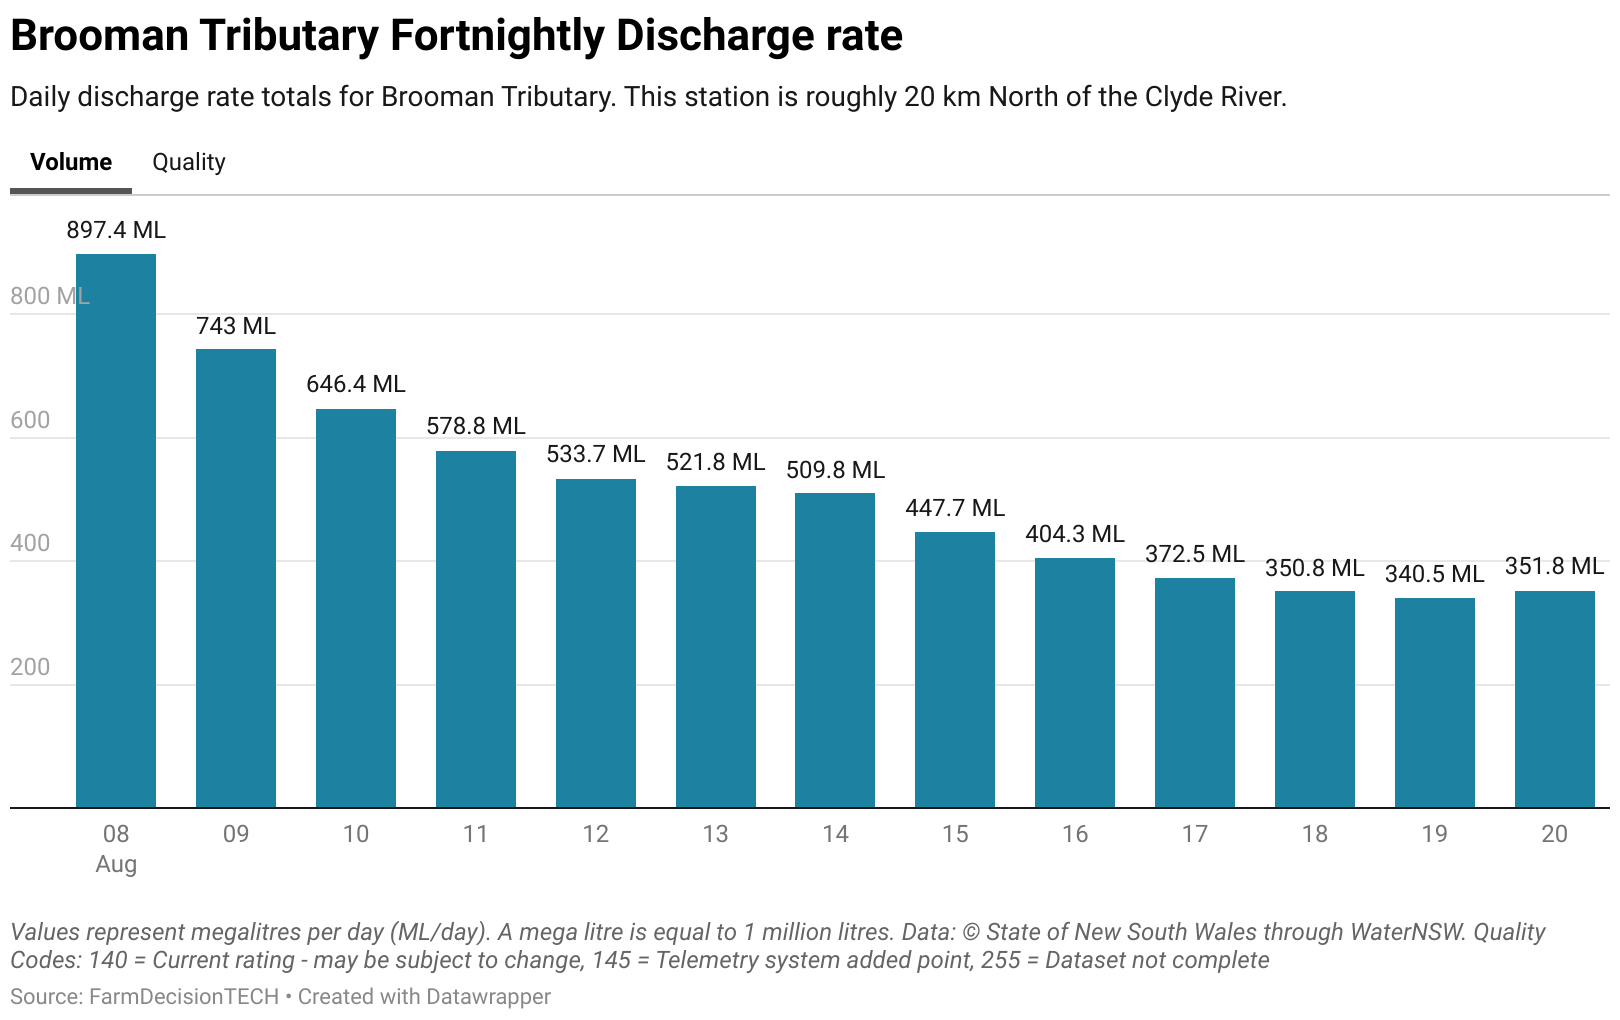 Brooman Tributary Fortnightly Discharge rate
Daily discharge rate totals for Brooman Tributary. This station is roughly 20 km North of the Clyde River.
Volume Quality
897.4 ML
800 ML
743 ML
646.4 ML
600
578.8 ML
533.7 ML
521.8 ML
509.8 ML
447.7 ML
404.3 ML
400
372.5 ML
350.8 ML
340.5 ML
351.8 ML
200
08 09 10 11 12 13 14 15 16 17 18 19 20
Aug
Values represent megalitres per day (ML/day). A mega litre is equal to 1 million litres. Data: © State of New South Wales through WaterNSW. Quality
Codes: 140 = Current rating - may be subject to change, 145 = Telemetry system added point, 255 = Dataset not complete
Source: FarmDecisionTECH • Created with Datawrapper